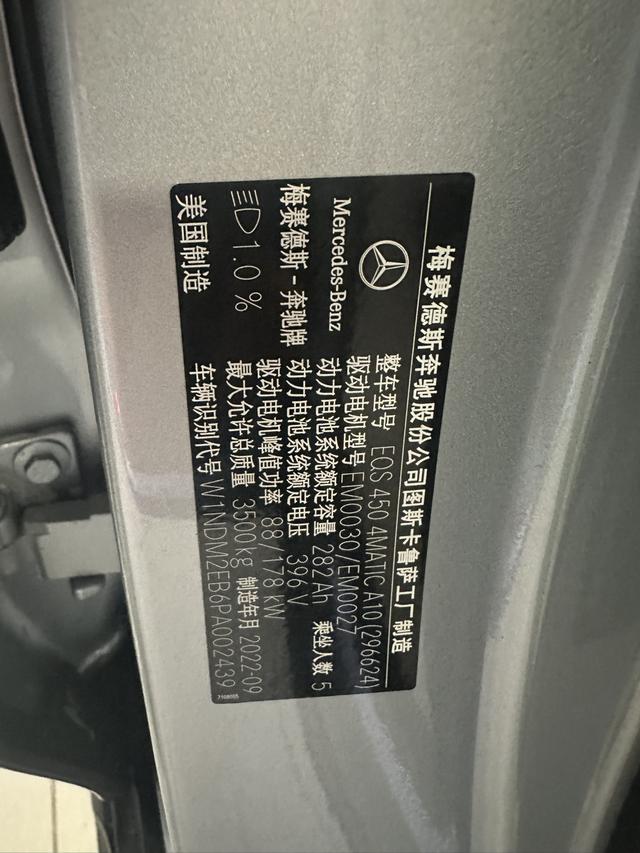 梅赛德斯奔驰股份公司图斯卡鲁萨工厂制造
Mercedes-Benz
梅赛德斯-奔驰牌
1.0 %
美国制造
整车型号 EQS 450 4MATIC A10(296624)
驱动电机型号 EM0030/EM0027
动力电池系统额定容量 282Ah 乘坐人数 5
动力电池系统额定电压 396 V
驱动电机峰值功率 88/178 kW
最大允许总质量 3500kg 制造年月 2022-09
车辆识别代号 W1NDM2EB6PA002439